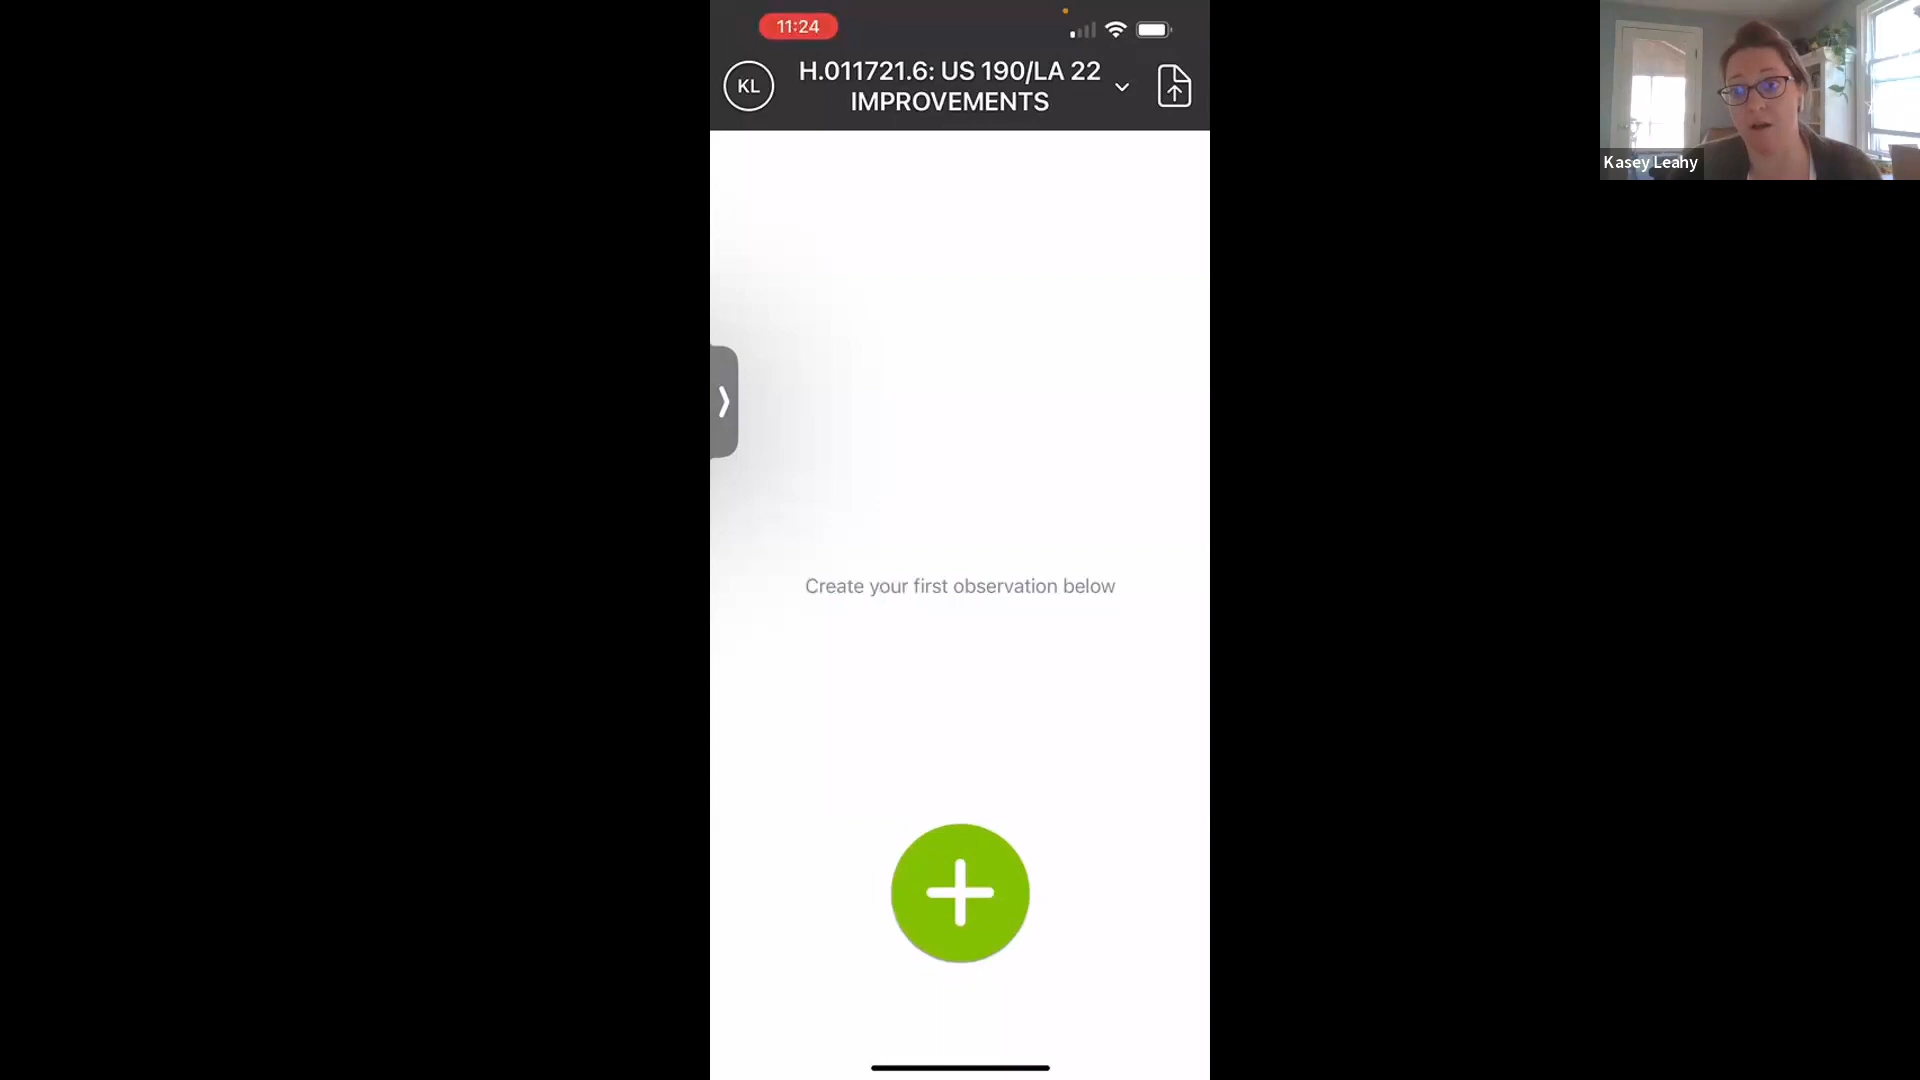 11:24
KL
H.011721.6: US 190/LA 22
IMPROVEMENTS
Kasey Leahy
Create your first observation below